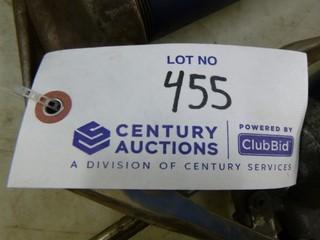 LOT NO
455
CENTURY
AUCTIONS
POWERED BY
ClubBid
A DIVISION OF CENTURY SERVICES